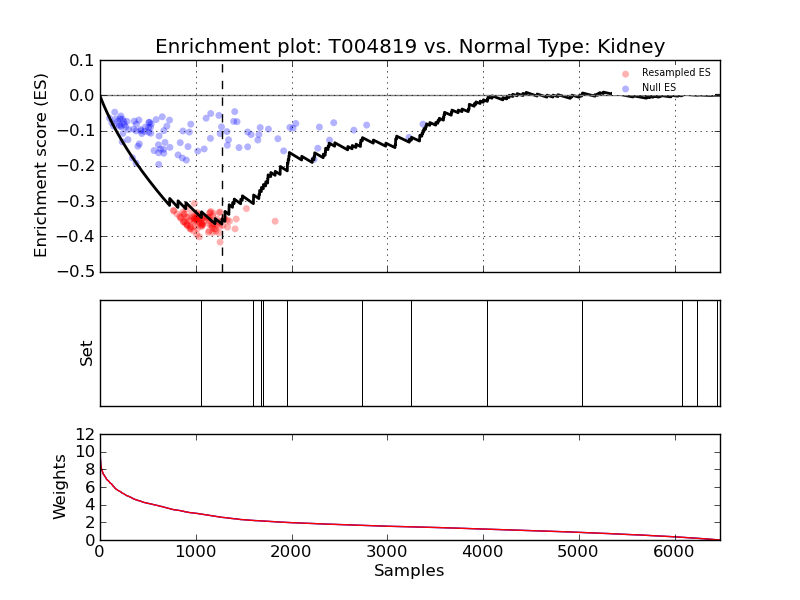 Enrichment plot: T004819 vs. Normal Type: Kidney
Enrichment score (ES)
0.1
0.0
−0.1
−0.2
−0.3
−0.4
−0.5
Resampled ES
Null ES
Set
Weights
12
10
8
6
4
2
0
0 1000 2000 3000 4000 5000 6000
Samples